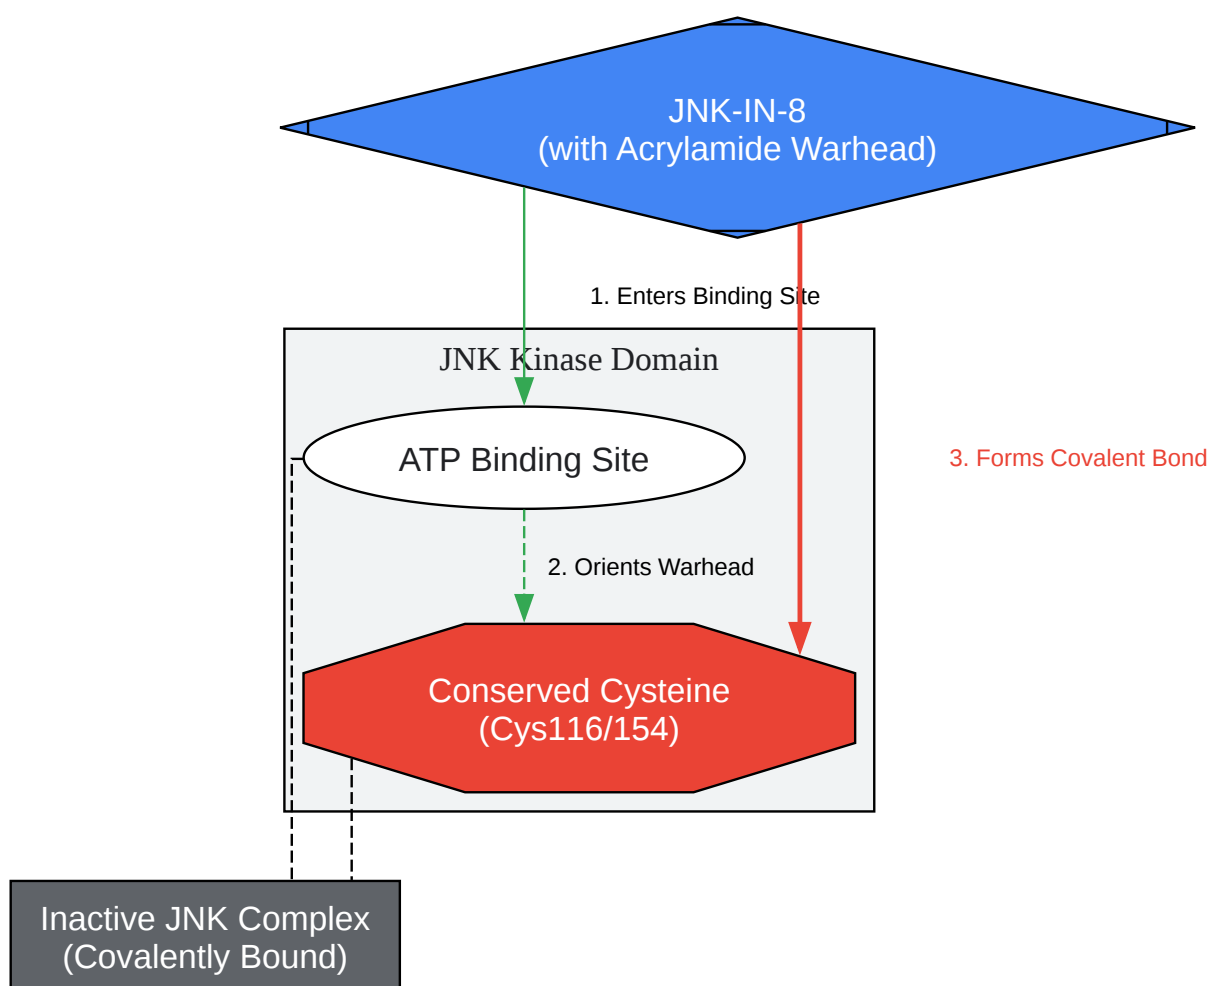 JNK-IN-8
(with Acrylamide Warhead)
1. Enters Binding Site
JNK Kinase Domain
ATP Binding Site
3. Forms Covalent Bond
2. Orients Warhead
Conserved Cysteine
(Cys116/154)
Inactive JNK Complex
(Covalently Bound)